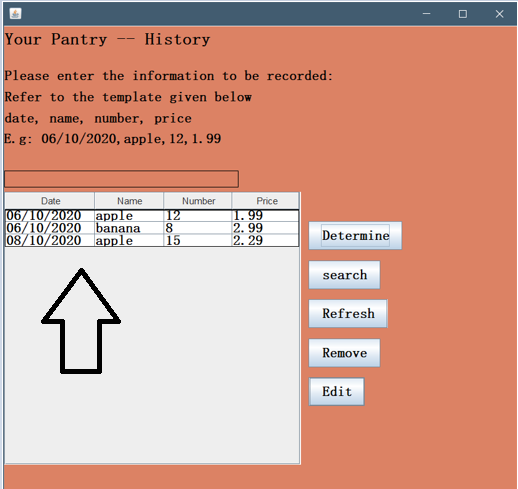 Your Pantry -- History
Please enter the information to be recorded:
Refer to the template given below
date, name, number, price
E.g: 06/10/2020,apple,12,1.99
Date Name Number Price
06/10/2020 apple 12 1.99
06/10/2020 banana 8 2.99
08/10/2020 apple 15 2.29
Determine
search
Refresh
Remove
Edit